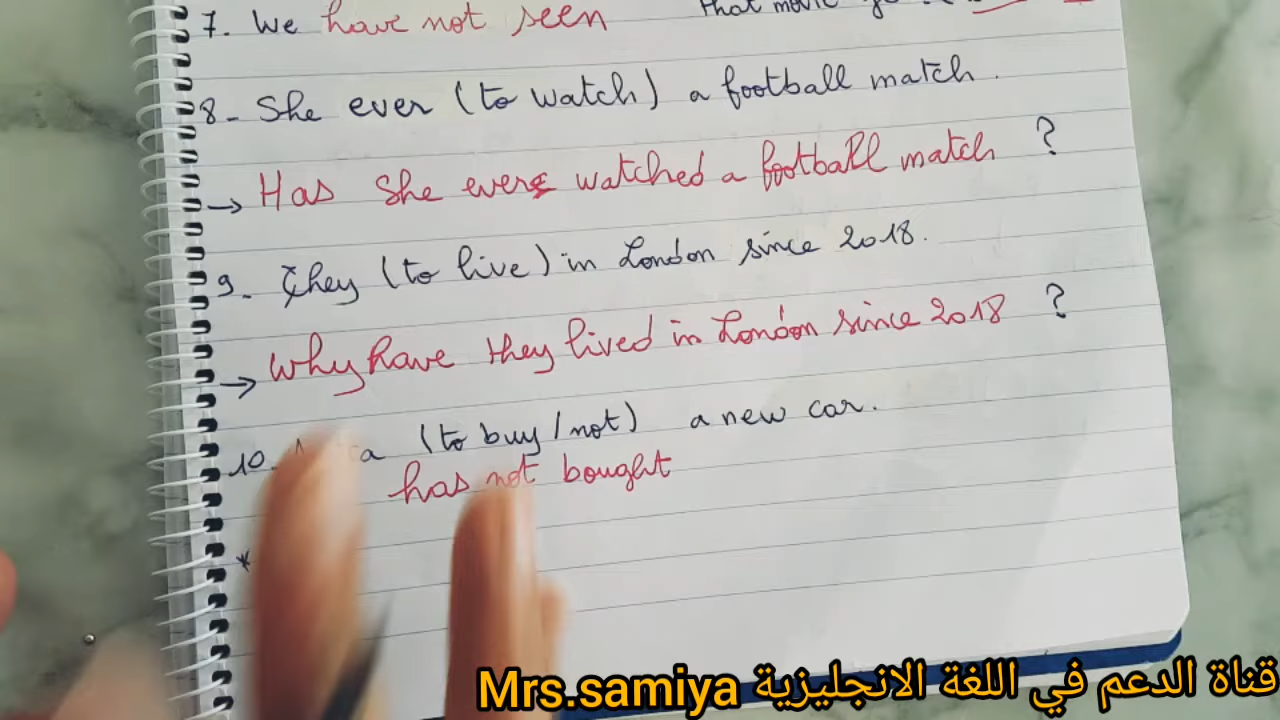 7. We have not seen that movie
8- She ever (to watch) a football match.
→ Has she ever watched a football match ?
9- They (to live) in London since 2018.
→ Why have they lived in London since 2018 ?
10- (to buy / not) a new car.
has not bought
*
Mrs.samiya قناة الدعم في اللغة الانجليزية